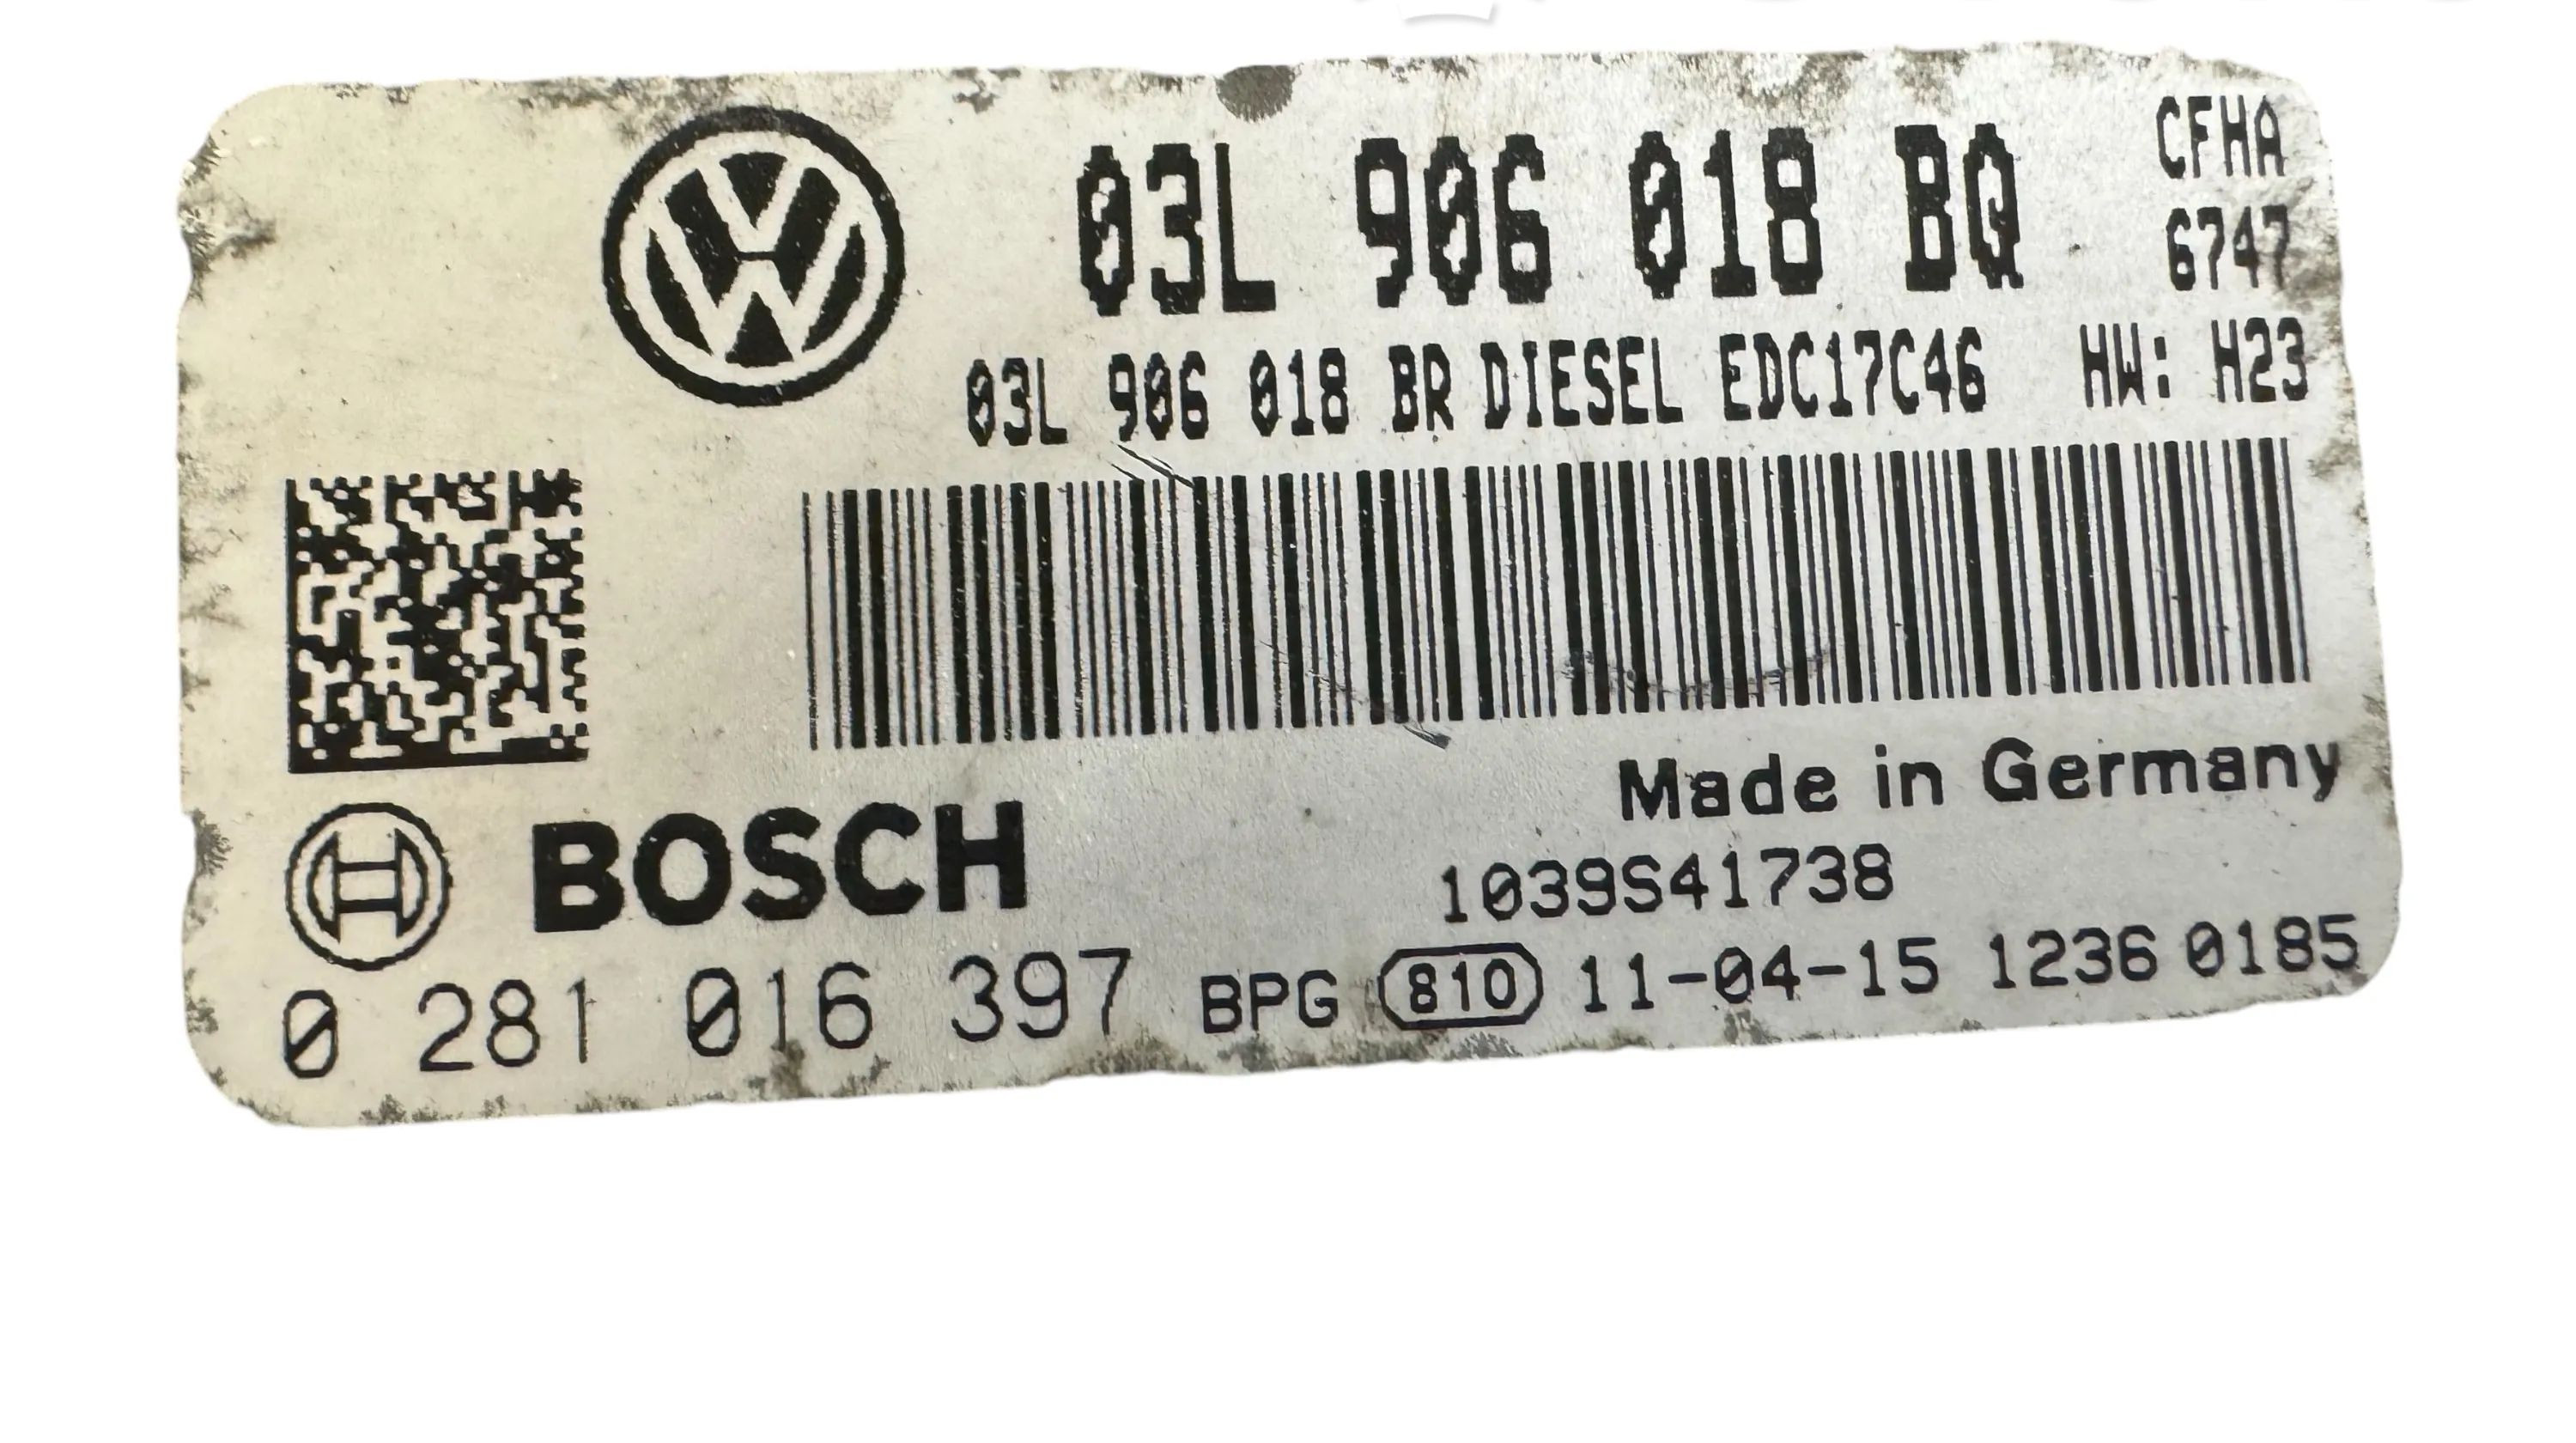 03L 906 018 BQ CFHA
6747
03L 906 018 BR DIESEL EDC17C46 HW: H23
Made in Germany
BOSCH 1039S41738
0 281 016 397 BPG 810 11-04-15 1236 0185